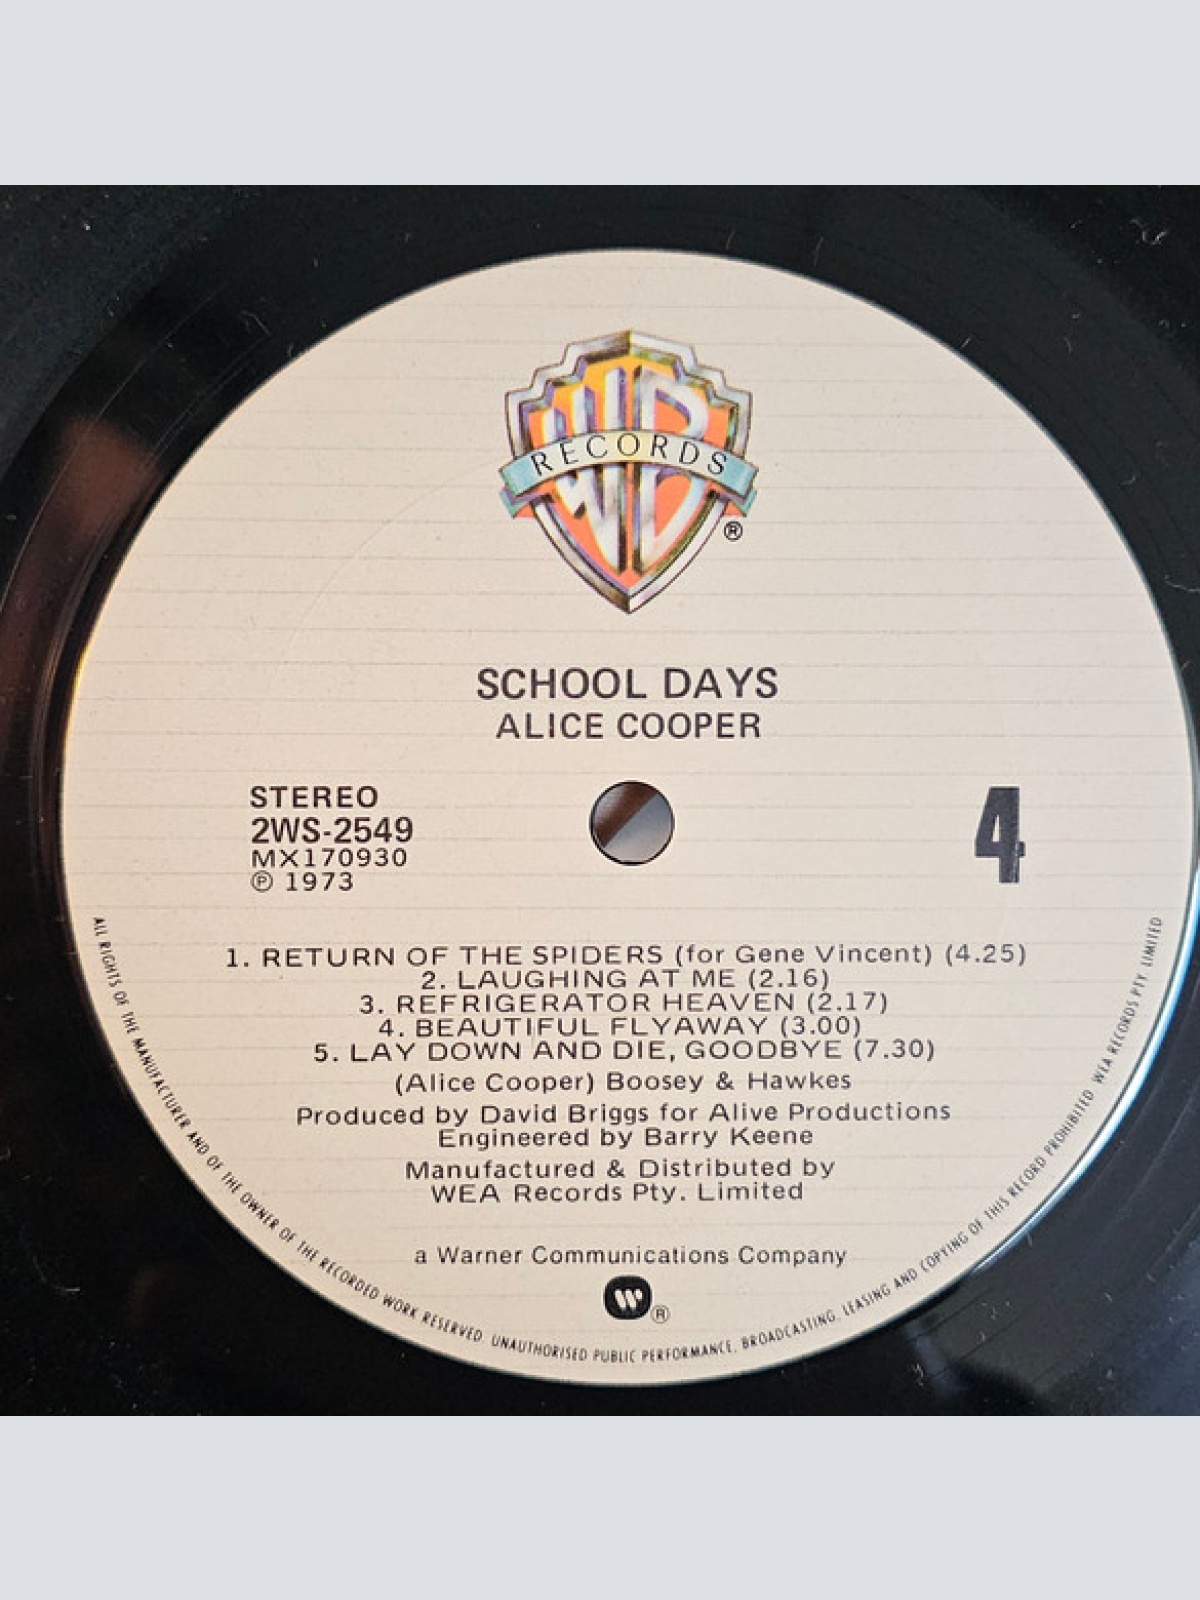 WB
RECORDS
®
SCHOOL DAYS
ALICE COOPER
STEREO
2WS-2549
MX170930
℗ 1973
4
1. RETURN OF THE SPIDERS (for Gene Vincent) (4.25)
2. LAUGHING AT ME (2.16)
3. REFRIGERATOR HEAVEN (2.17)
4. BEAUTIFUL FLYAWAY (3.00)
5. LAY DOWN AND DIE, GOODBYE (7.30)
(Alice Cooper) Boosey & Hawkes
Produced by David Briggs for Alive Productions
Engineered by Barry Keene
Manufactured & Distributed by
WEA Records Pty. Limited
a Warner Communications Company
®
ALL RIGHTS OF THE MANUFACTURER AND OF THE OWNER OF THE RECORDED WORK RESERVED. UNAUTHORISED PUBLIC PERFORMANCE, BROADCASTING, LEASING AND COPYING OF THIS RECORD PROHIBITED WEA RECORDS PTY. LIMITED